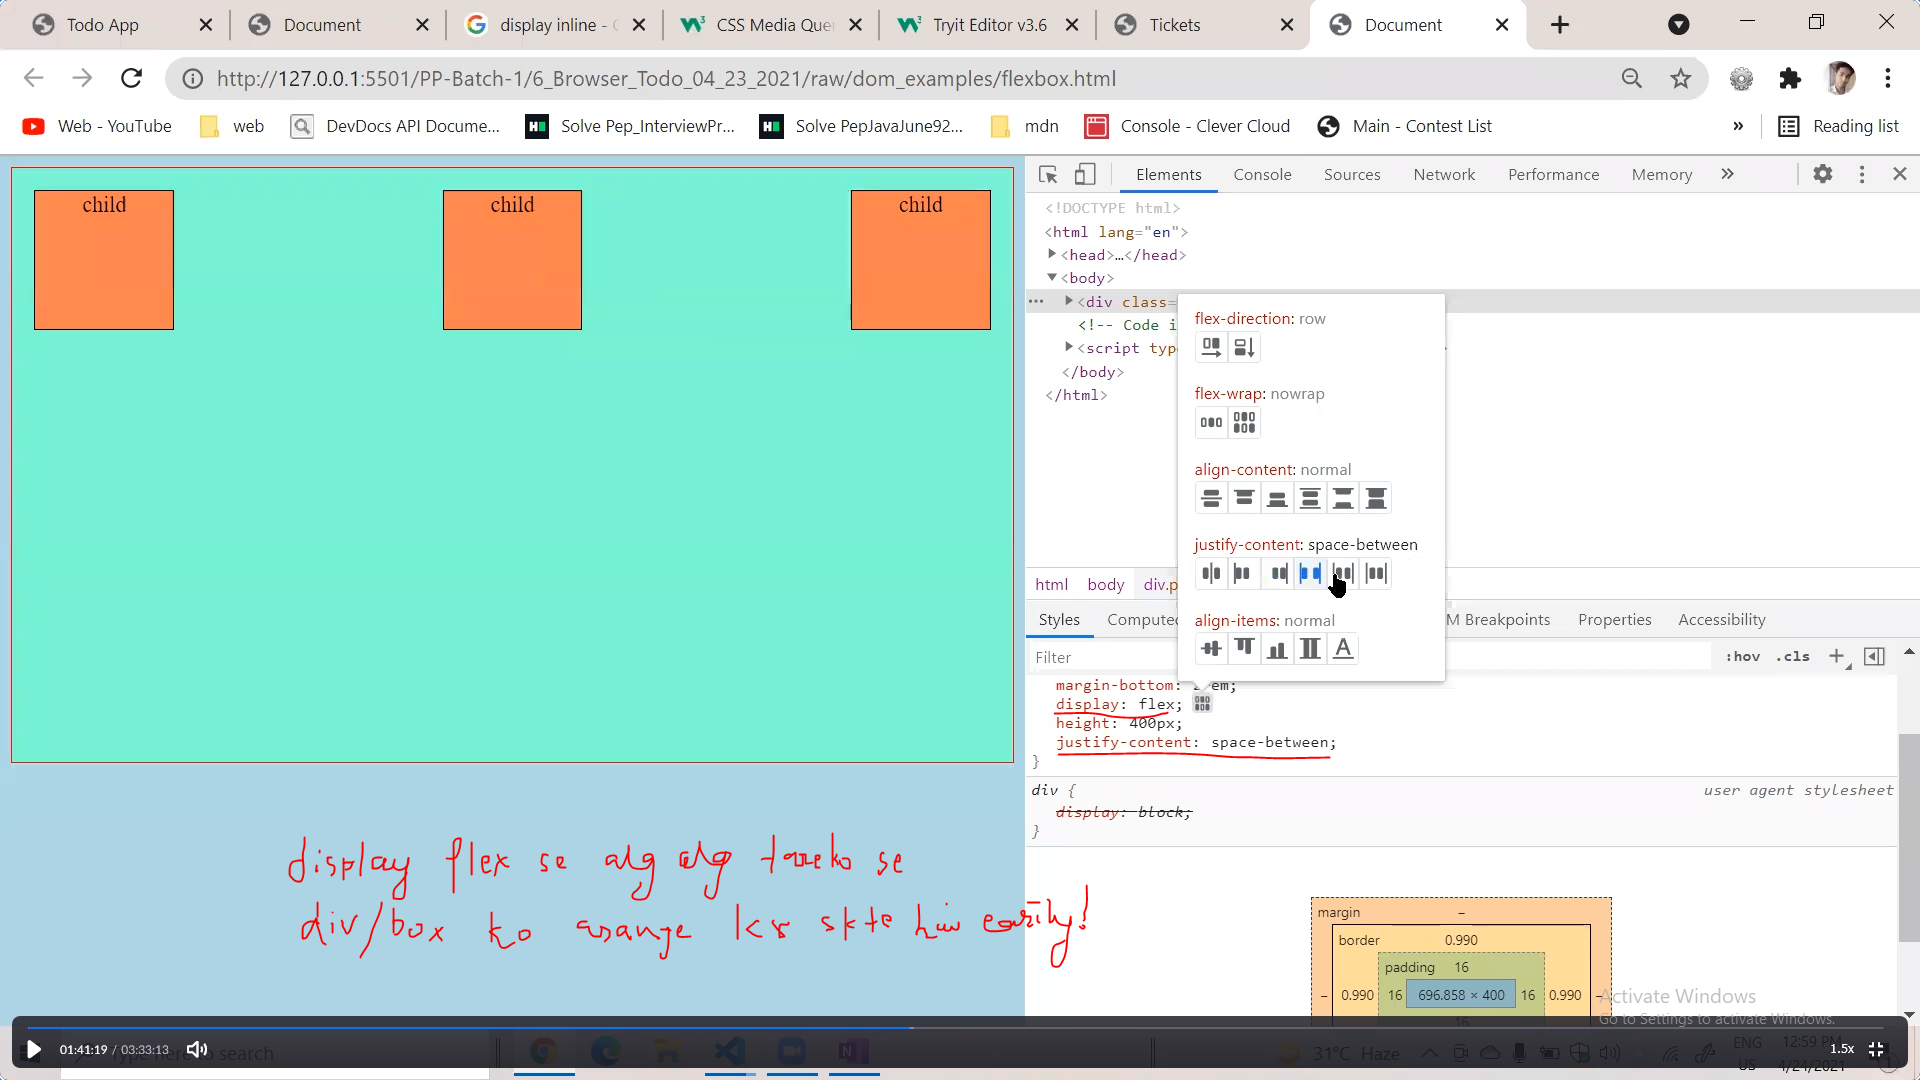 Todo App
Document
display inline - G
CSS Media Que
Tryit Editor v3.6
Tickets
Document
http://127.0.0.1:5501/PP-Batch-1/6_Browser_Todo_04_23_2021/raw/dom_examples/flexbox.html
Web - YouTube
web
DevDocs API Docume...
Solve Pep_InterviewPr...
Solve PepJavaJune92...
mdn
Console - Clever Cloud
Main - Contest List
»
Reading list
child child child
Elements Console Sources Network Performance Memory »
<!DOCTYPE html>
<html lang="en">
<head>…</head>
<body>
<div class=
<!-- Code i
<script typ
</body>
</html>
flex-direction: row
flex-wrap: nowrap
align-content: normal
justify-content: space-between
align-items: normal
html body div.p
Styles Computed M Breakpoints Properties Accessibility
Filter :hov .cls
margin-bottom: em;
display: flex;
height: 400px;
justify-content: space-between;
}
div { user agent stylesheet
display: block;
}
display flex se alg alg tareko se
div/box ko arange kr skte hai easily!
margin –
border 0.990
padding 16
– 0.990 16 696.858 × 400 16 0.990 –
16
Activate Windows
Go to Settings to activate Windows.
01:41:19 / 03:33:13
Type here to search
31°C Haze
ENG
US
12:59 PM
4/24/2021
1.5x